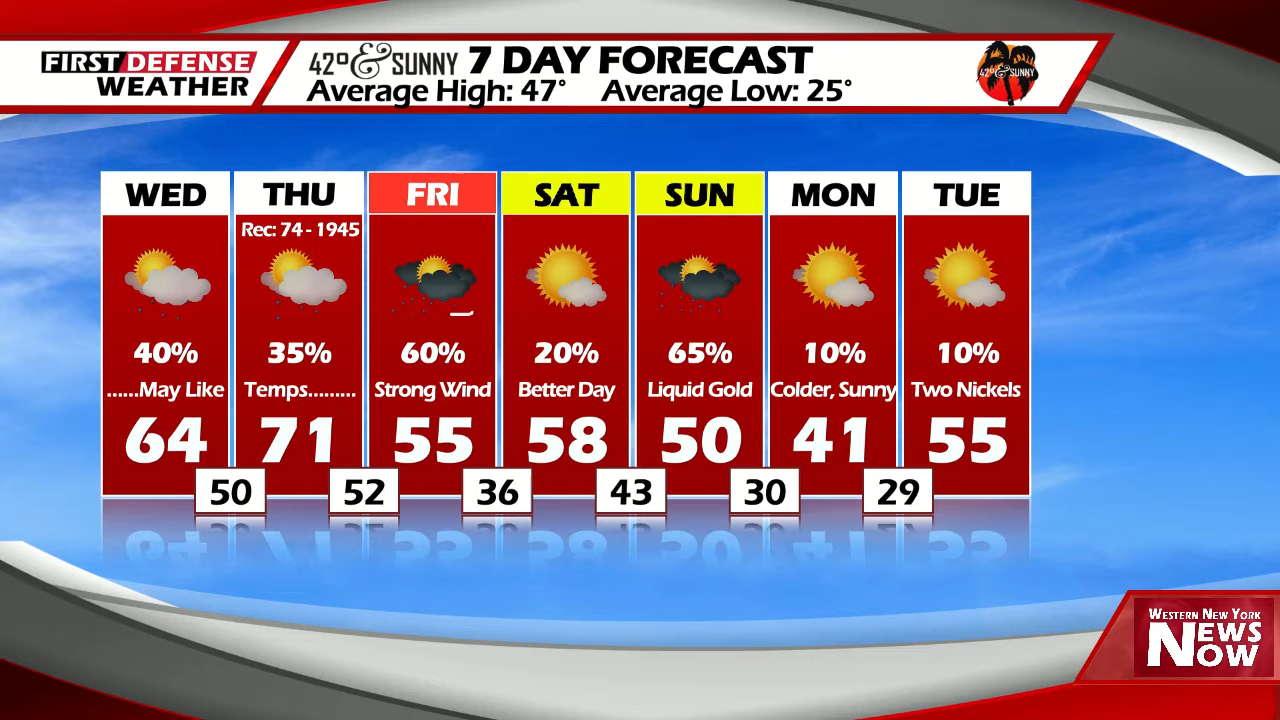 FIRST DEFENSE
WEATHER
42° & SUNNY 7 DAY FORECAST
Average High: 47° Average Low: 25°
42° & SUNNY
WED THU FRI SAT SUN MON TUE
Rec: 74 - 1945
40% 35% 60% 20% 65% 10% 10%
......May Like Temps......... Strong Wind Better Day Liquid Gold Colder, Sunny Two Nickels
64 71 55 58 50 41 55
50 52 36 43 30 29
WESTERN NEW YORK
NEWS
NOW